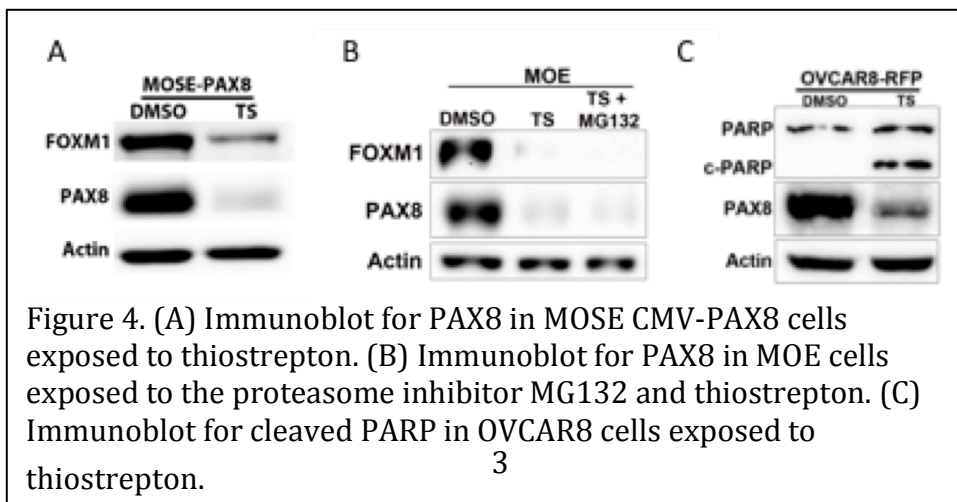 A
MOSE-PAX8
DMSO TS
FOXM1
PAX8
Actin
B
MOE
DMSO TS TS + MG132
FOXM1
PAX8
Actin
C
OVCAR8-RFP
DMSO TS
PARP
c-PARP
PAX8
Actin
Figure 4. (A) Immunoblot for PAX8 in MOSE CMV-PAX8 cells
exposed to thiostrepton. (B) Immunoblot for PAX8 in MOE cells
exposed to the proteasome inhibitor MG132 and thiostrepton. (C)
Immunoblot for cleaved PARP in OVCAR8 cells exposed to
thiostrepton.
3